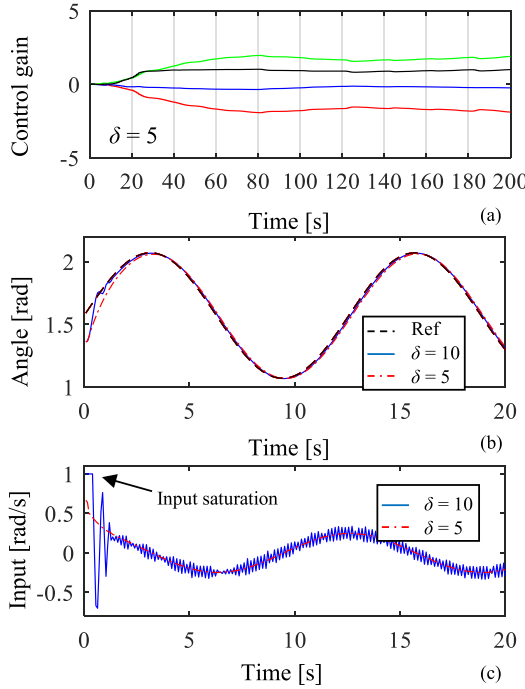 5
Control gain
0
δ = 5
-5
0 20 40 60 80 100 120 140 160 180 200
Time [s]
(a)
2
Angle [rad]
1.5
1
Ref
δ = 10
δ = 5
0 5 10 15 20
Time [s]
(b)
1
Input [rad/s]
0.5
0
-0.5
Input saturation
δ = 10
δ = 5
0 5 10 15 20
Time [s]
(c)